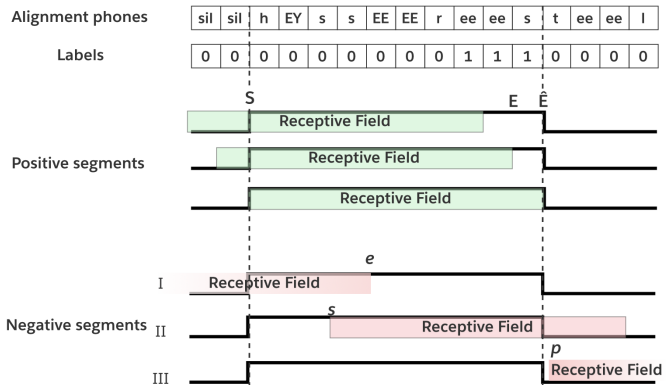 Alignment phones sil sil h EY s s EE EE r ee ee s t ee ee l
Labels 0 0 0 0 0 0 0 0 0 1 1 1 0 0 0 0
S E Ê
Receptive Field
Positive segments
Receptive Field
Receptive Field
e
I Receptive Field
s
Negative segments II Receptive Field
p
III Receptive Field